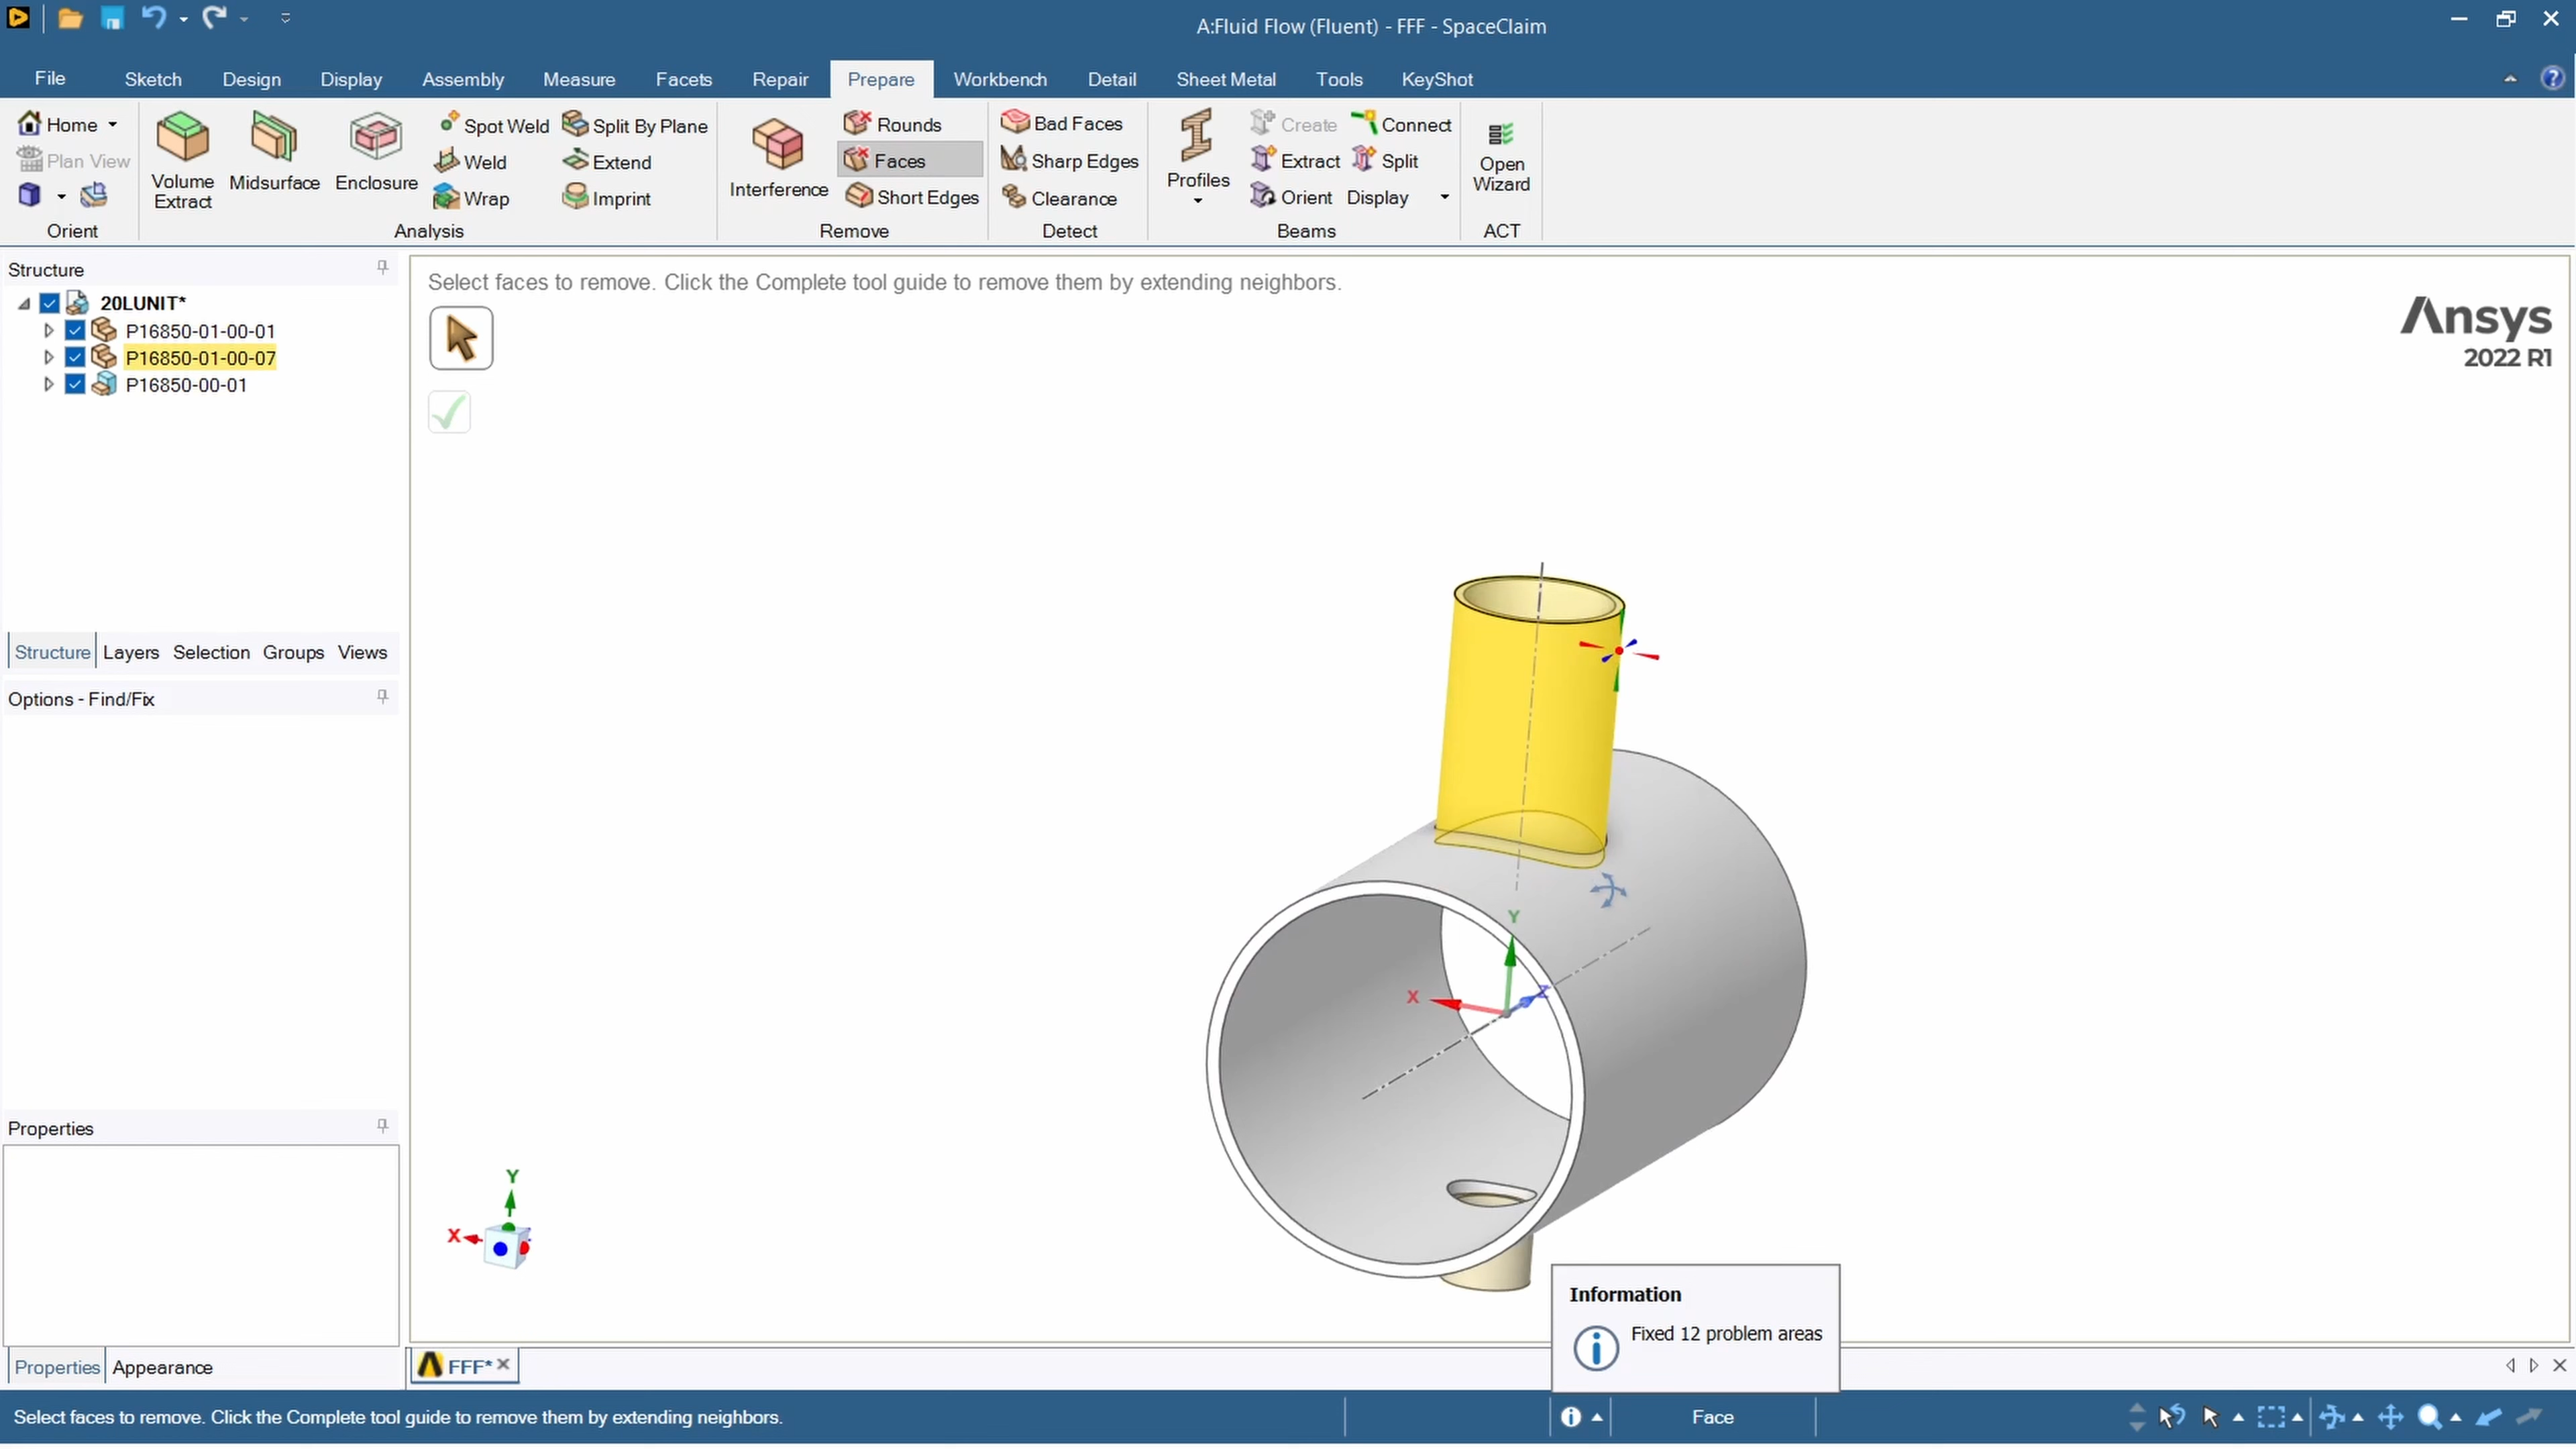 A:Fluid Flow (Fluent) - FFF - SpaceClaim
File Sketch Design Display Assembly Measure Facets Repair Prepare Workbench Detail Sheet Metal Tools KeyShot
Home
Plan View
Orient
Volume Extract
Midsurface
Enclosure
Spot Weld
Split By Plane
Weld
Extend
Wrap
Imprint
Analysis
Interference
Rounds
Faces
Short Edges
Remove
Bad Faces
Sharp Edges
Clearance
Detect
Profiles
Create
Connect
Extract
Split
Orient
Display
Beams
Open Wizard
ACT
Structure
20LUNIT*
P16850-01-00-01
P16850-01-00-07
P16850-00-01
Structure Layers Selection Groups Views
Options - Find/Fix
Properties
Properties Appearance
Select faces to remove. Click the Complete tool guide to remove them by extending neighbors.
Ansys
2022 R1
Y
X
Z
Y
X
Information
Fixed 12 problem areas
FFF*
Select faces to remove. Click the Complete tool guide to remove them by extending neighbors.
Face